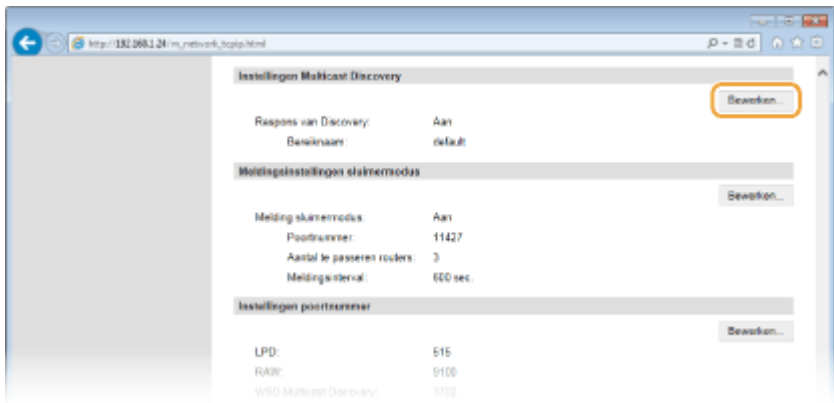 http://192.168.1.24/m_network_tcpip.html
Instellingen Multicast Discovery
Bewerken...
Respons van Discovery: Aan
Bereiknaam: default
Meldingsinstellingen sluimermodus
Bewerken...
Melding sluimermodus: Aan
Poortnummer: 11427
Aantal te passeren routers: 3
Meldingsinterval: 600 sec.
Instellingen poortnummer
Bewerken...
LPD: 515
RAW: 9100
WSD Multicast Discovery: 3702